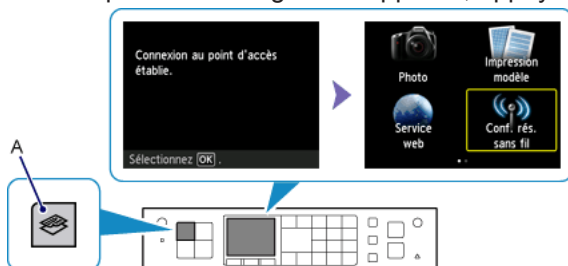 Connexion au point d'accès
établie.
Sélectionnez OK .
Photo
Impression
modèle
Service
web
Conf. rés.
sans fil
A